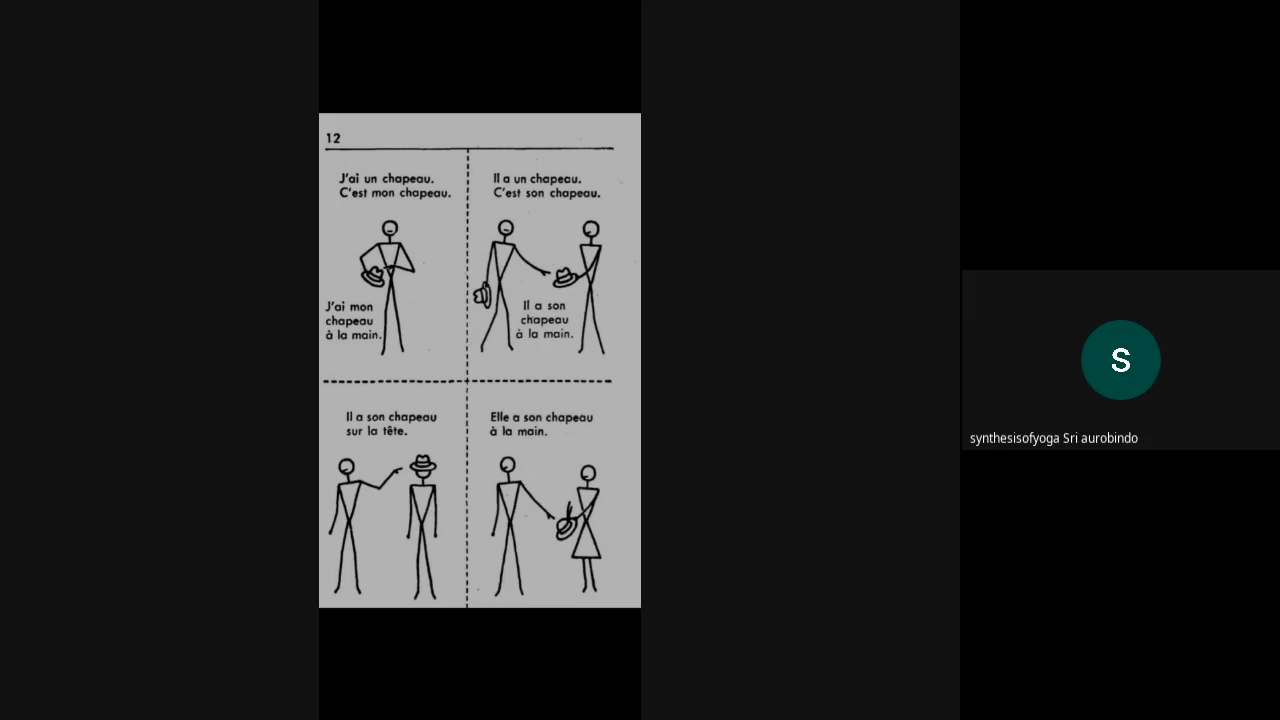 12
J'ai un chapeau.
C'est mon chapeau.
J'ai mon
chapeau
à la main.
Il a un chapeau.
C'est son chapeau.
Il a son
chapeau
à la main.
Il a son chapeau
sur la tête.
Elle a son chapeau
à la main.
S
synthesisofyoga Sri aurobindo